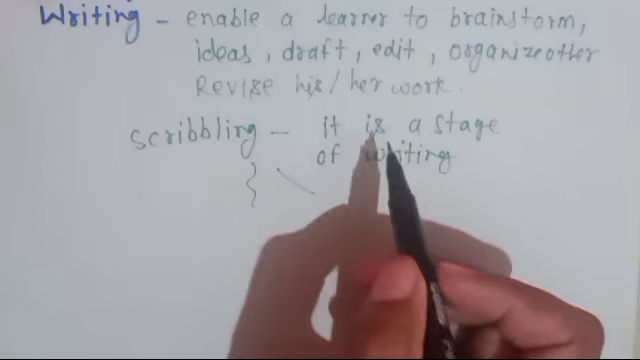 Writing - enable a learner to brainstorm,
ideas, draft, edit, organize other
Revise his/her work.
Scribbling - it is a stage
of writing